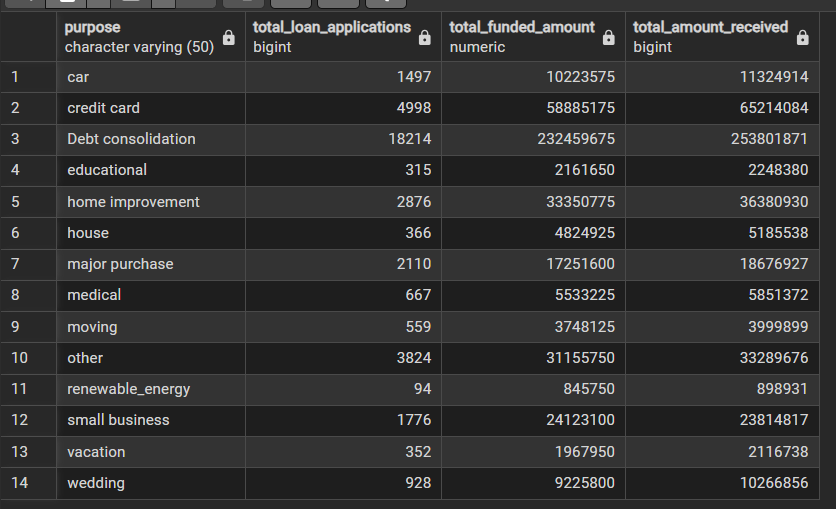 purpose total_loan_applications total_funded_amount total_amount_received
character varying (50) bigint numeric bigint
1 car 1497 10223575 11324914
2 credit card 4998 58885175 65214084
3 Debt consolidation 18214 232459675 253801871
4 educational 315 2161650 2248380
5 home improvement 2876 33350775 36380930
6 house 366 4824925 5185538
7 major purchase 2110 17251600 18676927
8 medical 667 5533225 5851372
9 moving 559 3748125 3999899
10 other 3824 31155750 33289676
11 renewable_energy 94 845750 898931
12 small business 1776 24123100 23814817
13 vacation 352 1967950 2116738
14 wedding 928 9225800 10266856